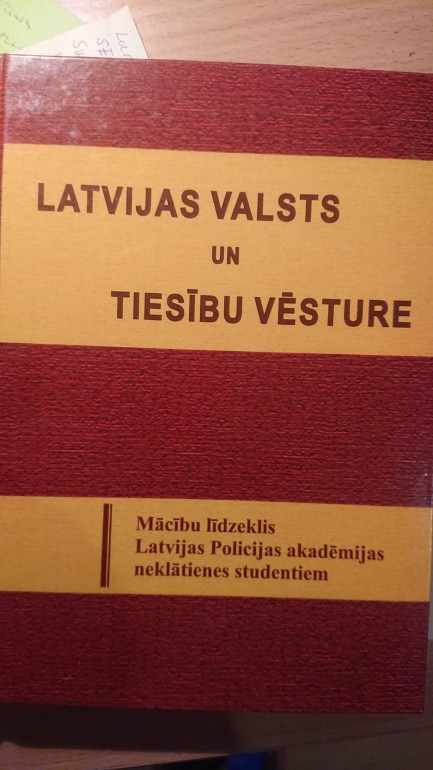 LATVIJAS VALSTS
UN
TIESĪBU VĒSTURE
Mācību līdzeklis
Latvijas Policijas akadēmijas
neklātienes studentiem